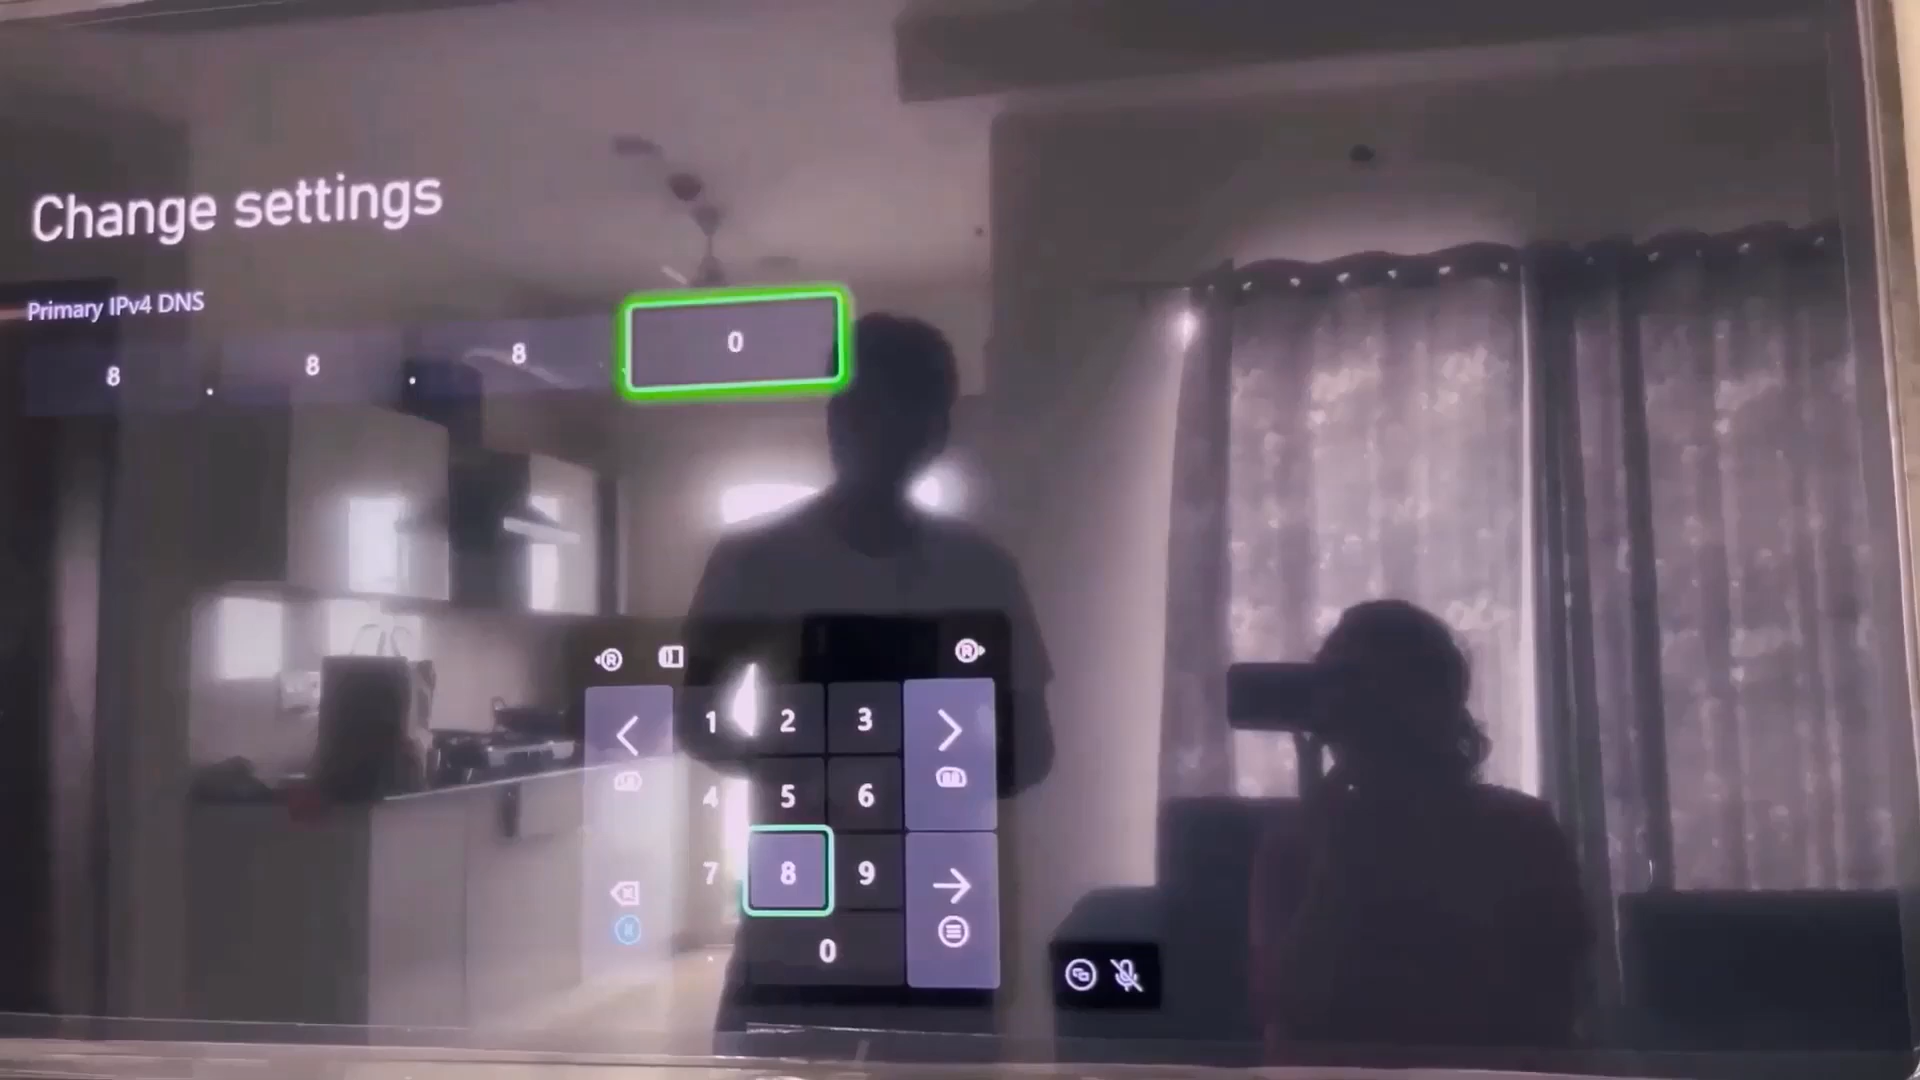 Change settings
Primary IPv4 DNS
8 . 8 . 8 0
R R
1 2 3
4 5 6
7 8 9
0